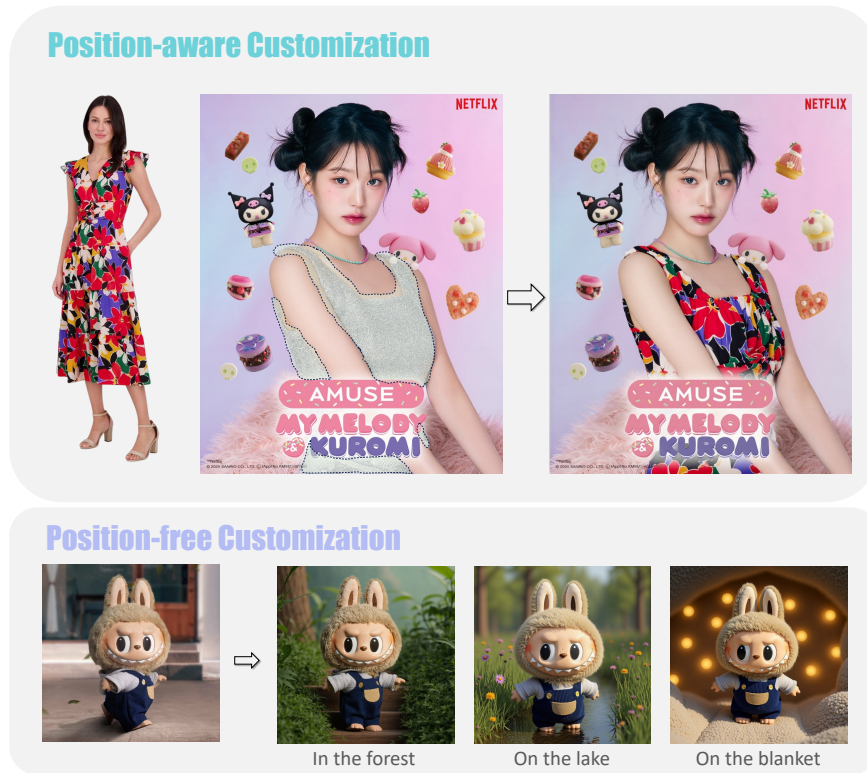 Position-aware Customization
NETFLIX
AMUSE
MY MELODY
& KUROMI
NETFLIX
AMUSE
MY MELODY
& KUROMI
Position-free Customization
In the forest
On the lake
On the blanket